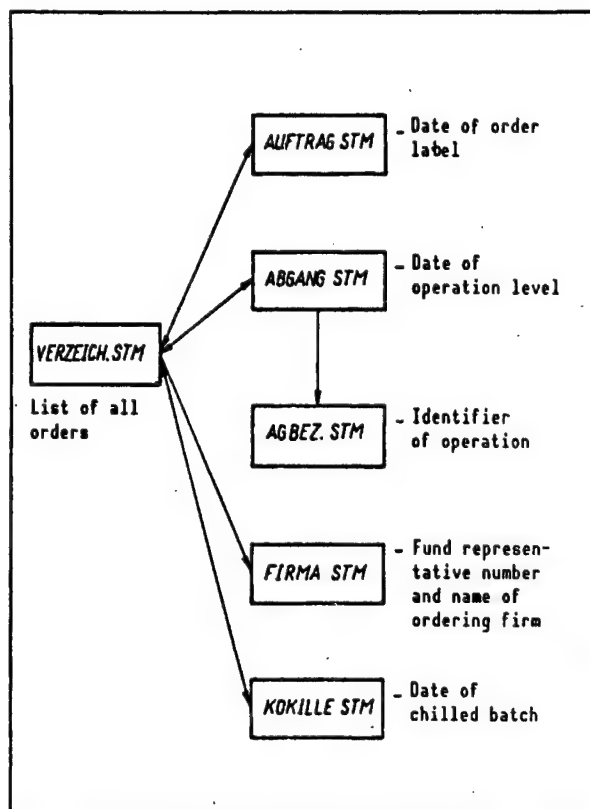 AUFTRAG STM
- Date of order
label
ABGANG STM
- Date of
operation level
VERZEICH.STM
List of all
orders
AGBEZ. STM
- Identifier
of operation
FIRMA STM
- Fund represen-
tative number
and name of
ordering firm
KOKILLE STM
- Date of
chilled batch